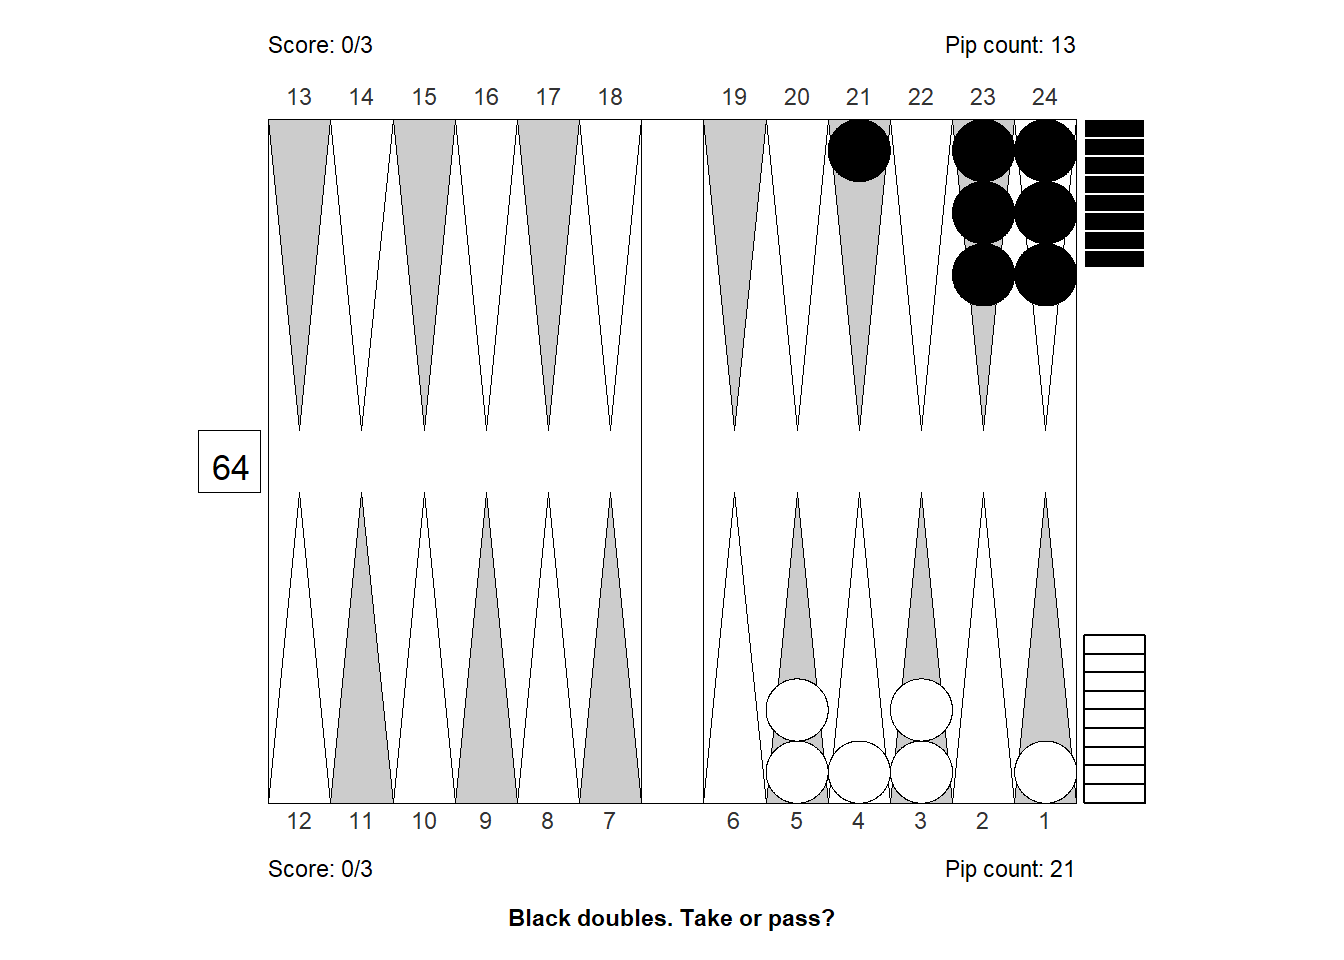 Score: 0/3 Pip count: 13
13 14 15 16 17 18 19 20 21 22 23 24
64
12 11 10 9 8 7 6 5 4 3 2 1
Score: 0/3 Pip count: 21
Black doubles. Take or pass?